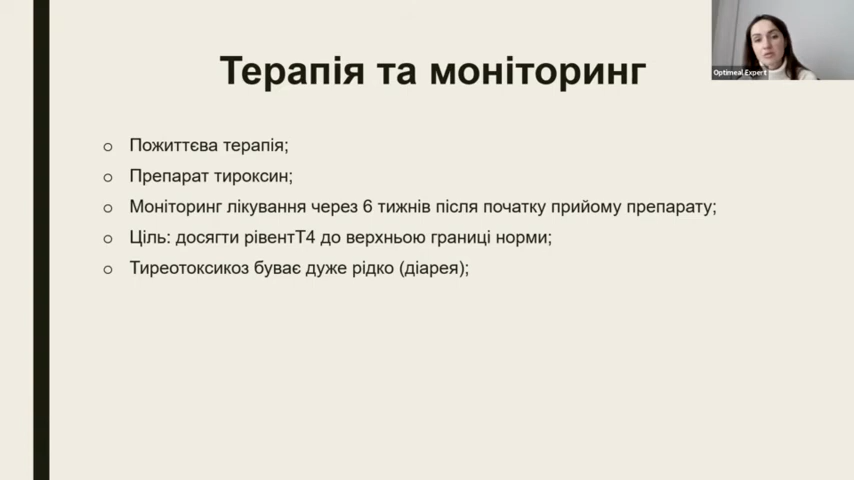 Терапія та моніторинг
Optimeal Expert
o Пожиттєва терапія;
o Препарат тироксин;
o Моніторинг лікування через 6 тижнів після початку прийому препарату;
o Ціль: досягти рівентТ4 до верхньою границі норми;
o Тиреотоксикоз буває дуже рідко (діарея);